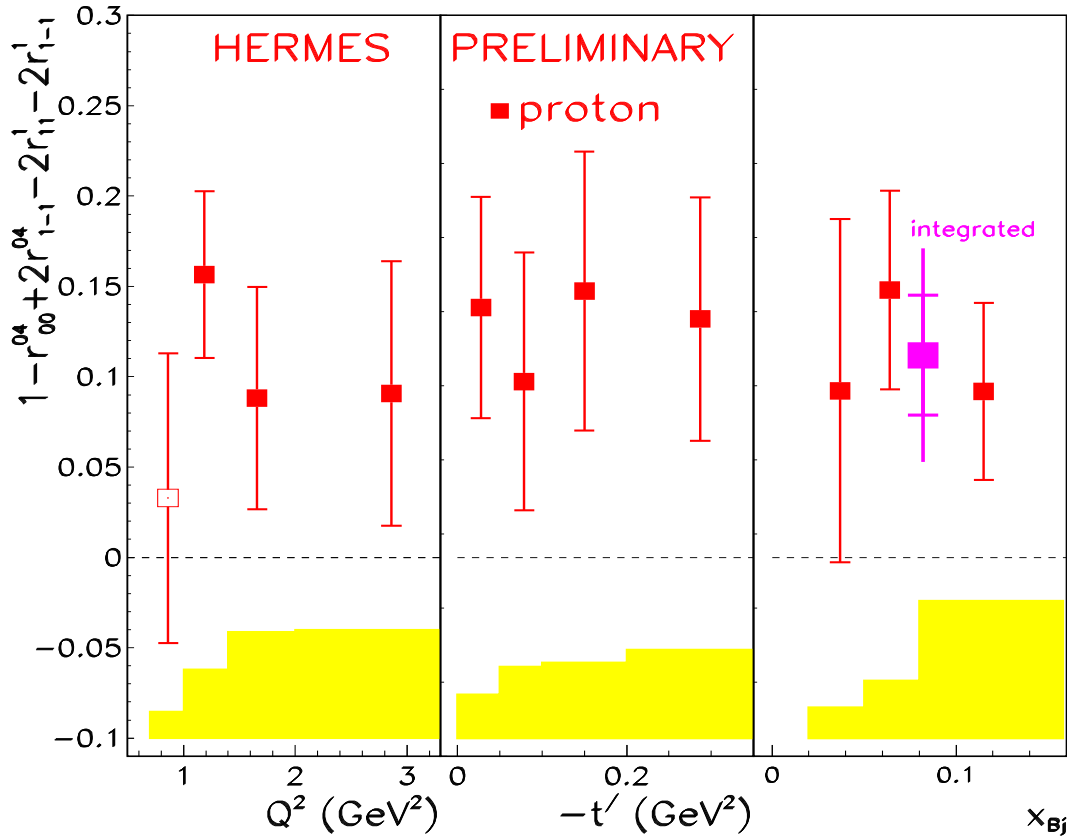 HERMES PRELIMINARY
proton
integrated
1−r⁰⁴₀₀+2r⁰⁴₁₋₁−2r¹₁₁−2r¹₁₋₁
0.3
0.25
0.2
0.15
0.1
0.05
0
−0.05
−0.1
1 2 3
0 0.2
0 0.1
Q² (GeV²)
−t′ (GeV²)
x_Bj